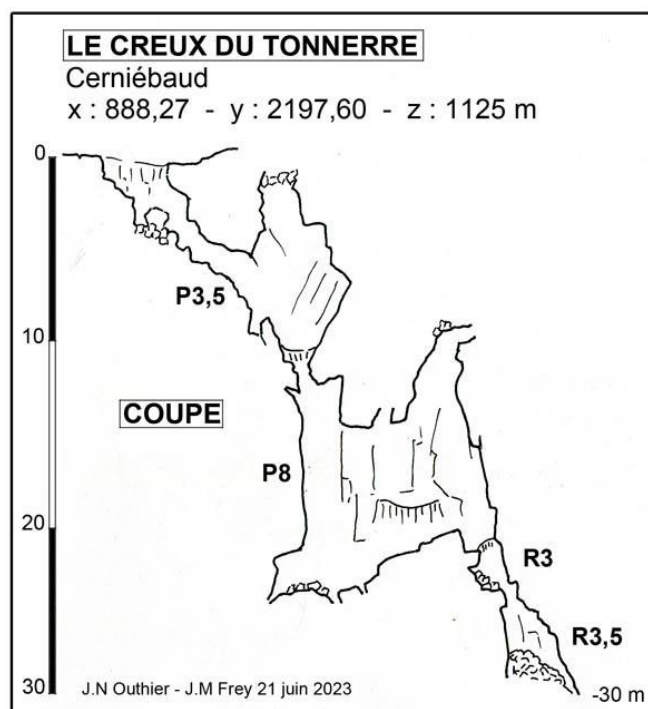 LE CREUX DU TONNERRE
Cerniébaud
x : 888,27 - y : 2197,60 - z : 1125 m
0
P3,5
10
COUPE
P8
20
R3
R3,5
30
J.N Outhier - J.M Frey 21 juin 2023
-30 m